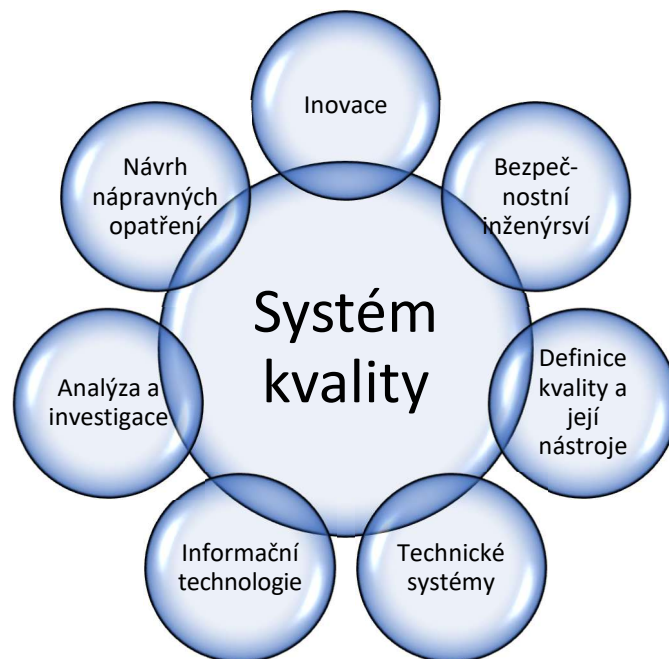 Inovace
Bezpeč-
nostní
inženýrsví
Definice
kvality a
její
nástroje
Technické
systémy
Informační
technologie
Analýza a
investigace
Návrh
nápravných
opatření
Systém
kvality